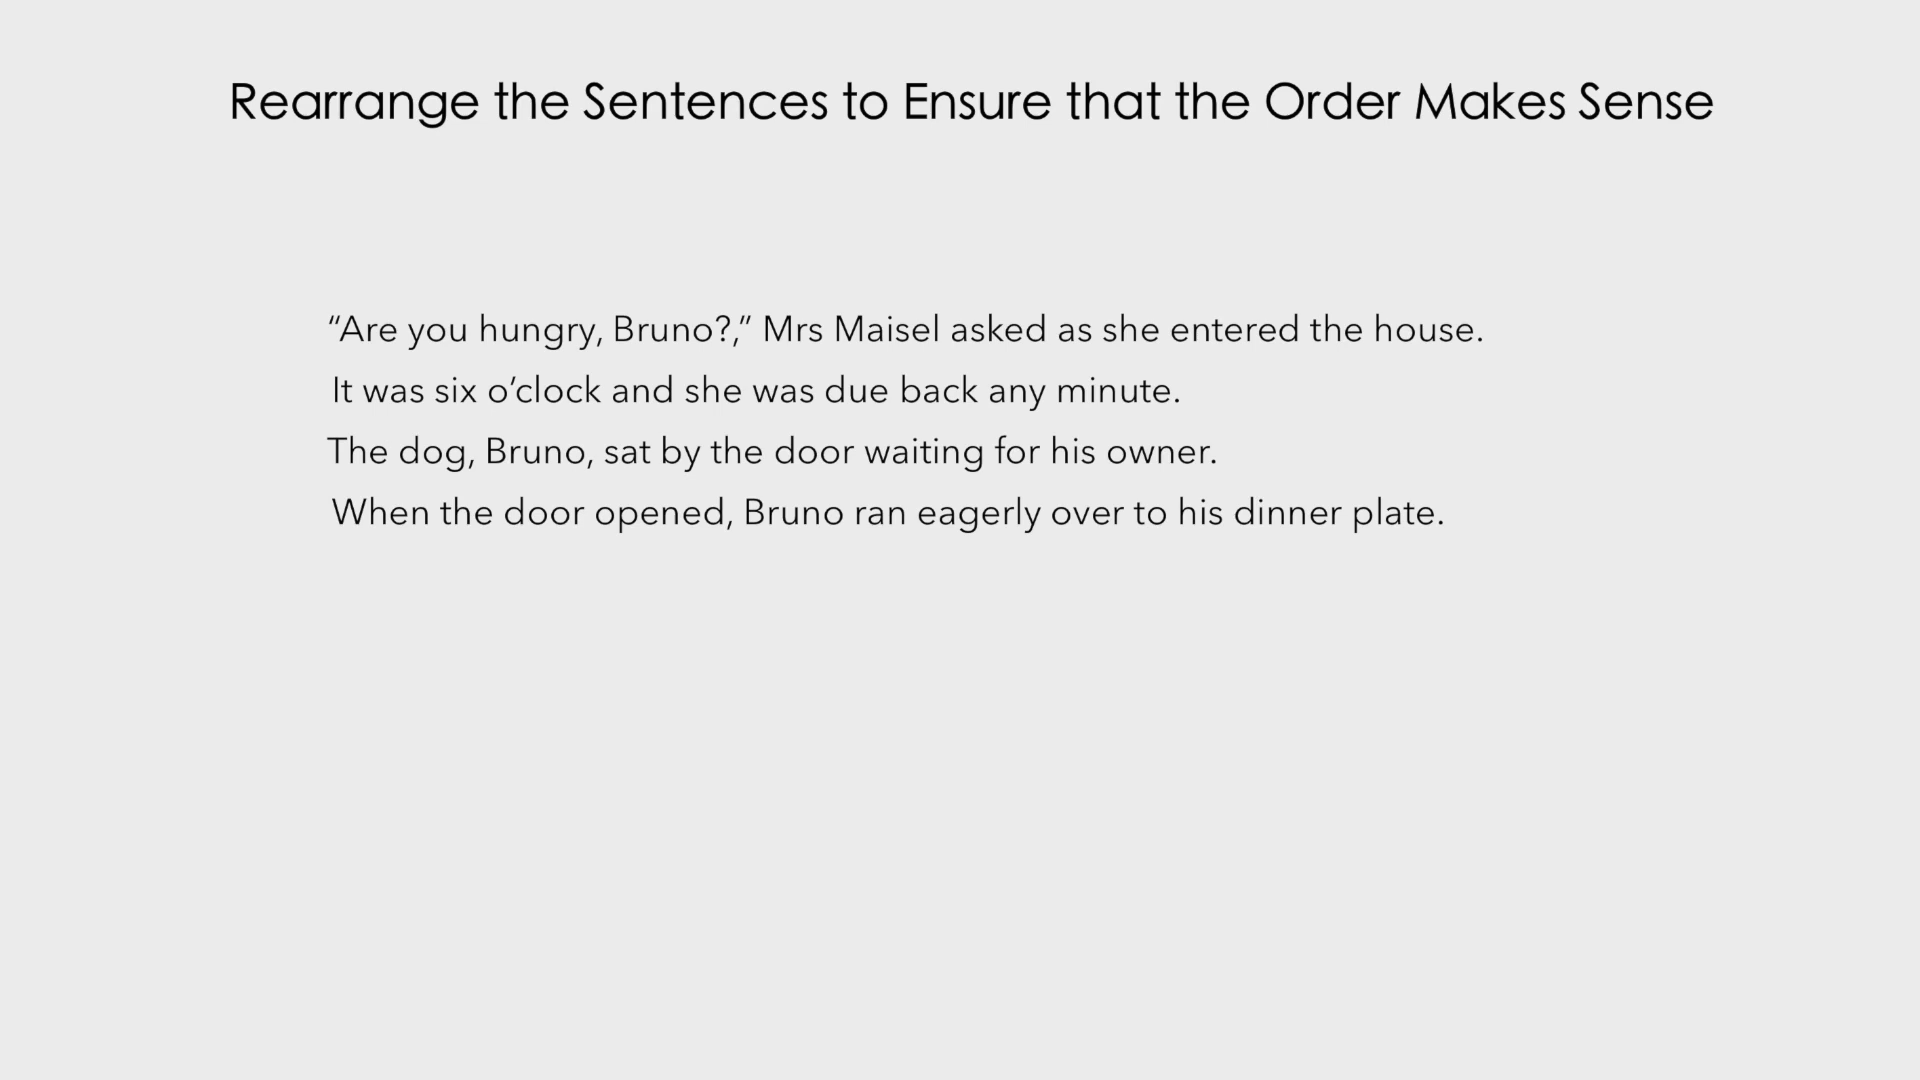 Rearrange the Sentences to Ensure that the Order Makes Sense
“Are you hungry, Bruno?,” Mrs Maisel asked as she entered the house.
It was six o’clock and she was due back any minute.
The dog, Bruno, sat by the door waiting for his owner.
When the door opened, Bruno ran eagerly over to his dinner plate.